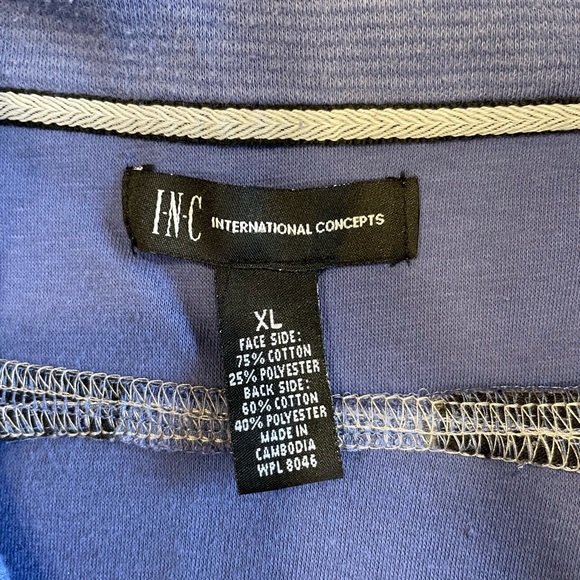 I·N·C INTERNATIONAL CONCEPTS
XL
FACE SIDE:
75% COTTON
25% POLYESTER
BACK SIDE:
60% COTTON
40% POLYESTER
MADE IN
CAMBODIA
WPL 8046